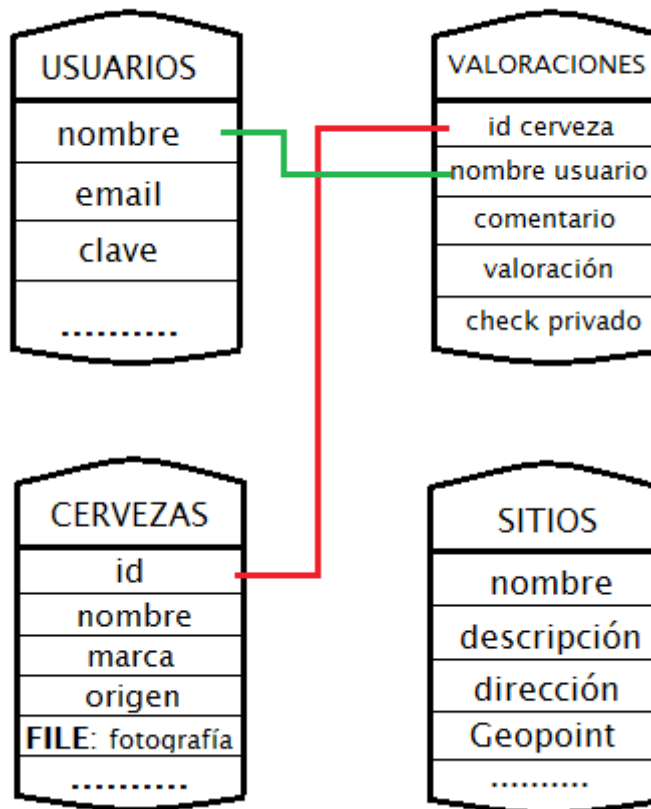 USUARIOS
nombre
email
clave
..........
VALORACIONES
id cerveza
nombre usuario
comentario
valoración
check privado
CERVEZAS
id
nombre
marca
origen
FILE: fotografía
..........
SITIOS
nombre
descripción
dirección
Geopoint
..........